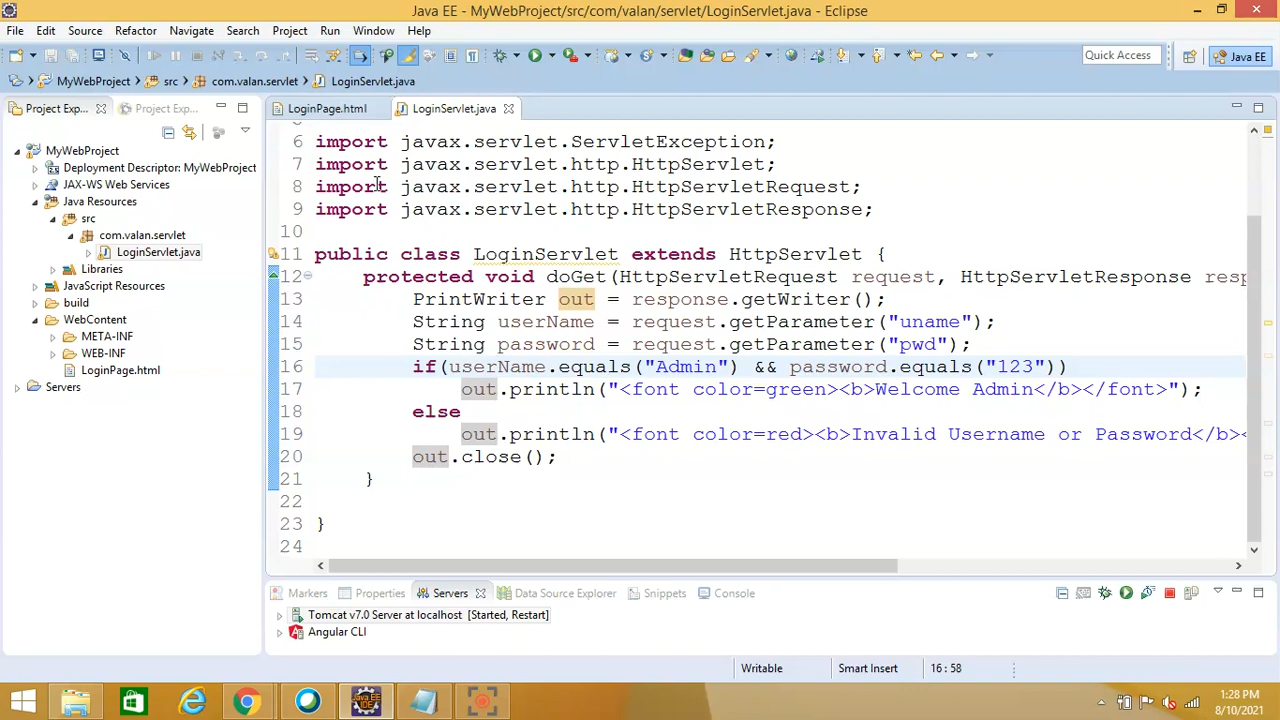 Java EE - MyWebProject/src/com/valan/servlet/LoginServlet.java - Eclipse
File Edit Source Refactor Navigate Search Project Run Window Help
Quick Access
Java EE
MyWebProject src com.valan.servlet LoginServlet.java
Project Exp... Project Exp...
MyWebProject
Deployment Descriptor: MyWebProject
JAX-WS Web Services
Java Resources
src
com.valan.servlet
LoginServlet.java
Libraries
JavaScript Resources
build
WebContent
META-INF
WEB-INF
LoginPage.html
Servers
LoginPage.html LoginServlet.java
6 import javax.servlet.ServletException;
7 import javax.servlet.http.HttpServlet;
8 import javax.servlet.http.HttpServletRequest;
9 import javax.servlet.http.HttpServletResponse;
10
11 public class LoginServlet extends HttpServlet {
12 protected void doGet(HttpServletRequest request, HttpServletResponse resp
13 PrintWriter out = response.getWriter();
14 String userName = request.getParameter("uname");
15 String password = request.getParameter("pwd");
16 if(userName.equals("Admin") && password.equals("123"))
17 out.println("<font color=green><b>Welcome Admin</b></font>");
18 else
19 out.println("<font color=red><b>Invalid Username or Password</b><
20 out.close();
21 }
22
23 }
24
Markers Properties Servers Data Source Explorer Snippets Console
Tomcat v7.0 Server at localhost [Started, Restart]
Angular CLI
Writable Smart Insert 16 : 58
1:28 PM
8/10/2021